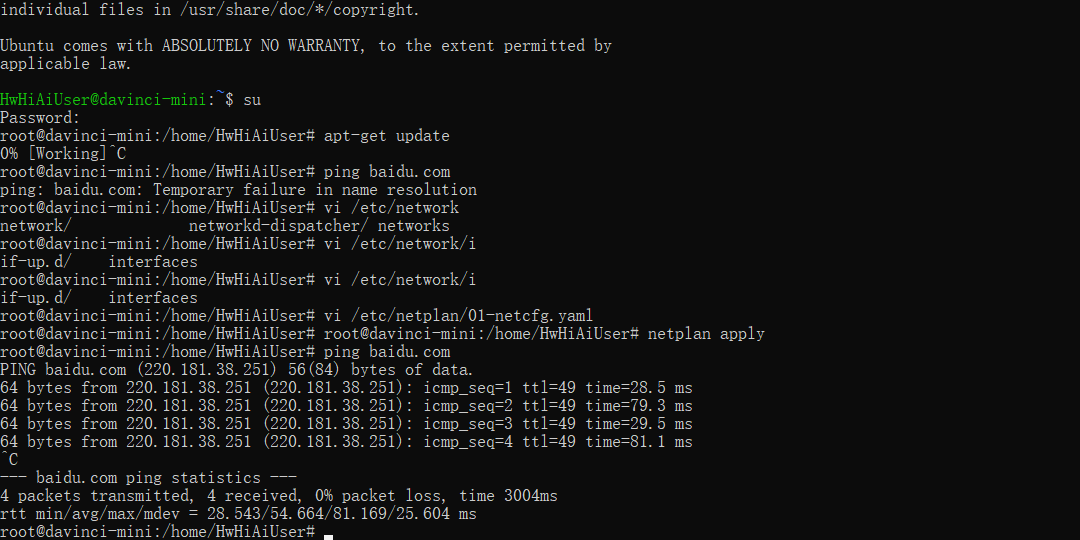 individual files in /usr/share/doc/*/copyright.
Ubuntu comes with ABSOLUTELY NO WARRANTY, to the extent permitted by
applicable law.
HwHiAiUser@davinci-mini:~$ su
Password:
root@davinci-mini:/home/HwHiAiUser# apt-get update
0% [Working]^C
root@davinci-mini:/home/HwHiAiUser# ping baidu.com
ping: baidu.com: Temporary failure in name resolution
root@davinci-mini:/home/HwHiAiUser# vi /etc/network
network/             networkd-dispatcher/ networks
root@davinci-mini:/home/HwHiAiUser# vi /etc/network/i
if-up.d/    interfaces
root@davinci-mini:/home/HwHiAiUser# vi /etc/network/i
if-up.d/    interfaces
root@davinci-mini:/home/HwHiAiUser# vi /etc/netplan/01-netcfg.yaml
root@davinci-mini:/home/HwHiAiUser# root@davinci-mini:/home/HwHiAiUser# netplan apply
root@davinci-mini:/home/HwHiAiUser# ping baidu.com
PING baidu.com (220.181.38.251) 56(84) bytes of data.
64 bytes from 220.181.38.251 (220.181.38.251): icmp_seq=1 ttl=49 time=28.5 ms
64 bytes from 220.181.38.251 (220.181.38.251): icmp_seq=2 ttl=49 time=79.3 ms
64 bytes from 220.181.38.251 (220.181.38.251): icmp_seq=3 ttl=49 time=29.5 ms
64 bytes from 220.181.38.251 (220.181.38.251): icmp_seq=4 ttl=49 time=81.1 ms
^C
--- baidu.com ping statistics ---
4 packets transmitted, 4 received, 0% packet loss, time 3004ms
rtt min/avg/max/mdev = 28.543/54.664/81.169/25.604 ms
root@davinci-mini:/home/HwHiAiUser#